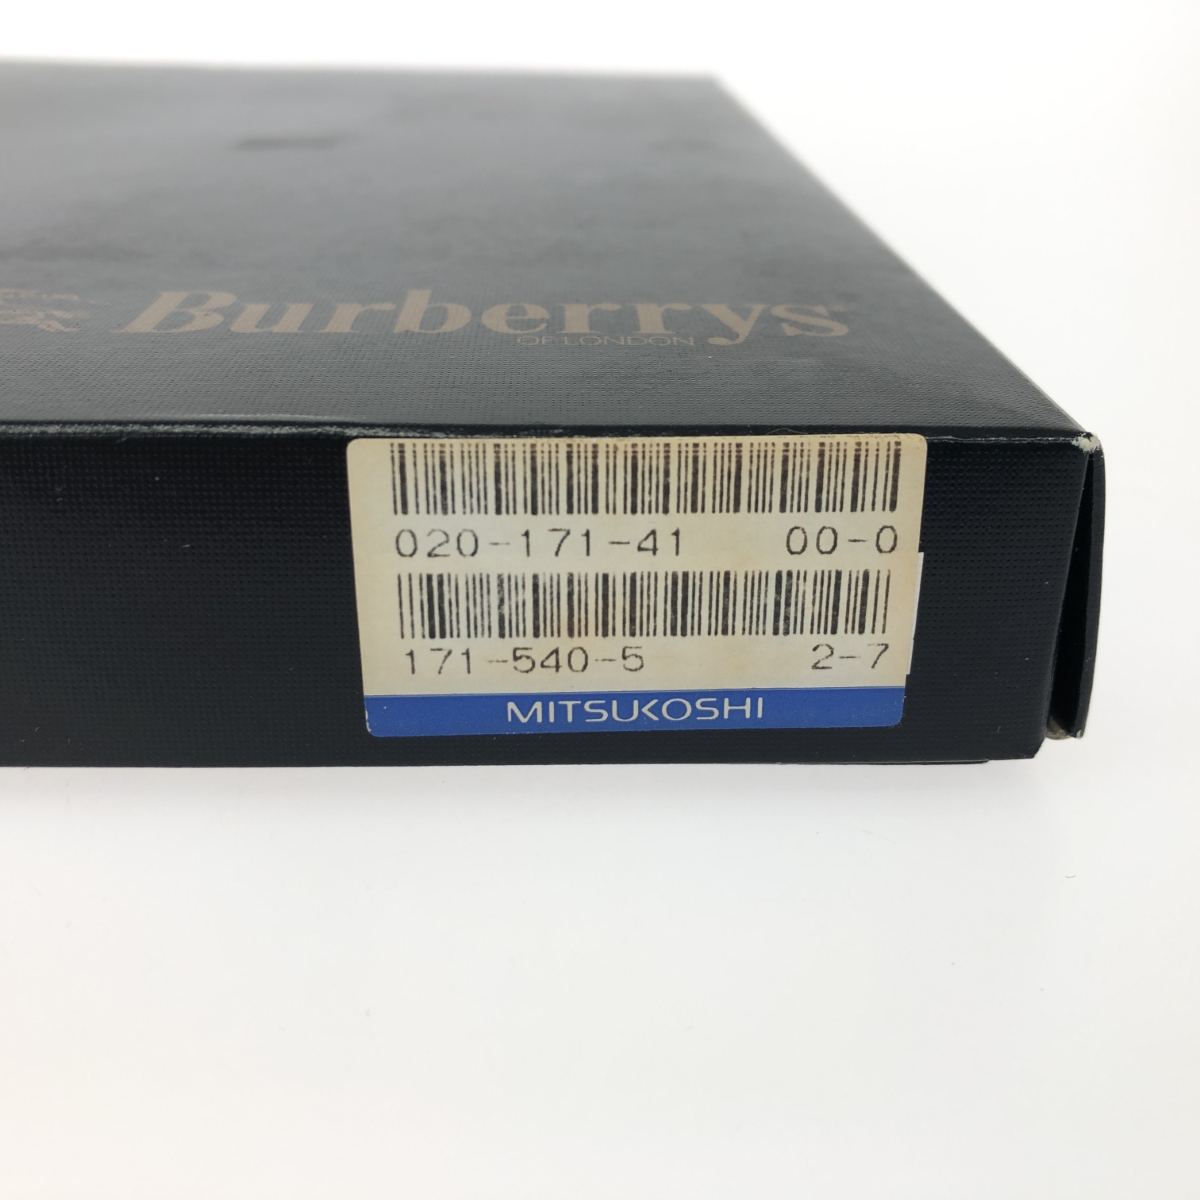 Burberrys
OF LONDON
020-171-41 00-0
171-540-5 2-7
MITSUKOSHI